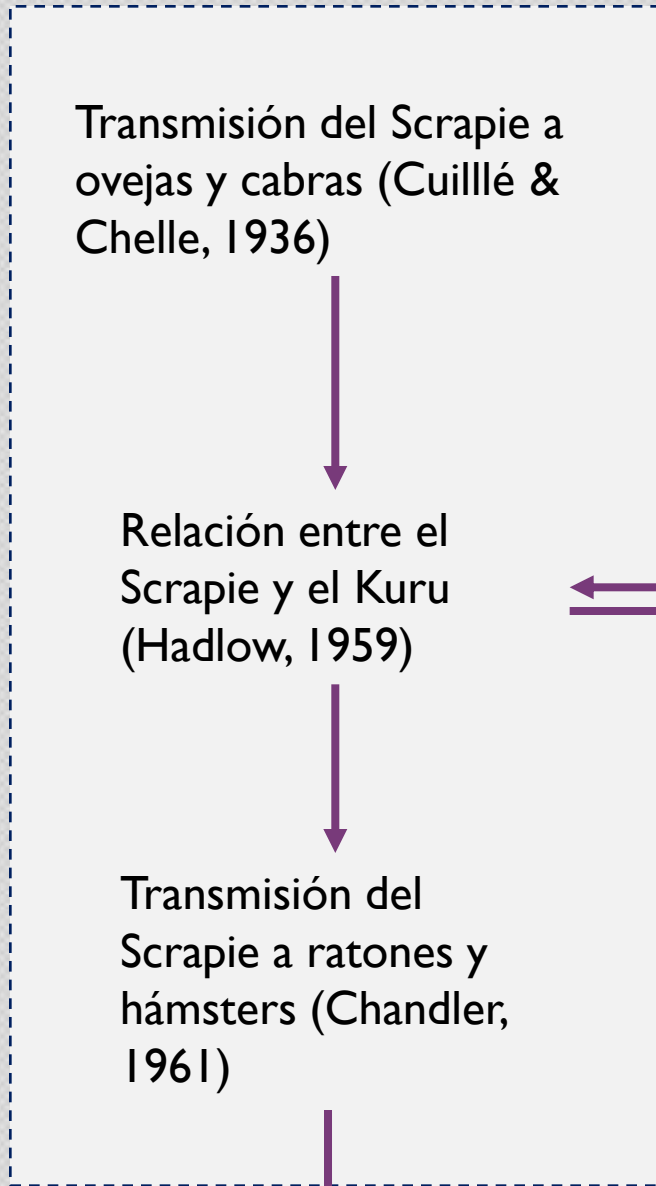 Transmisión del Scrapie a
ovejas y cabras (Cuilllé &
Chelle, 1936)
Relación entre el
Scrapie y el Kuru
(Hadlow, 1959)
Transmisión del
Scrapie a ratones y
hámsters (Chandler,
1961)